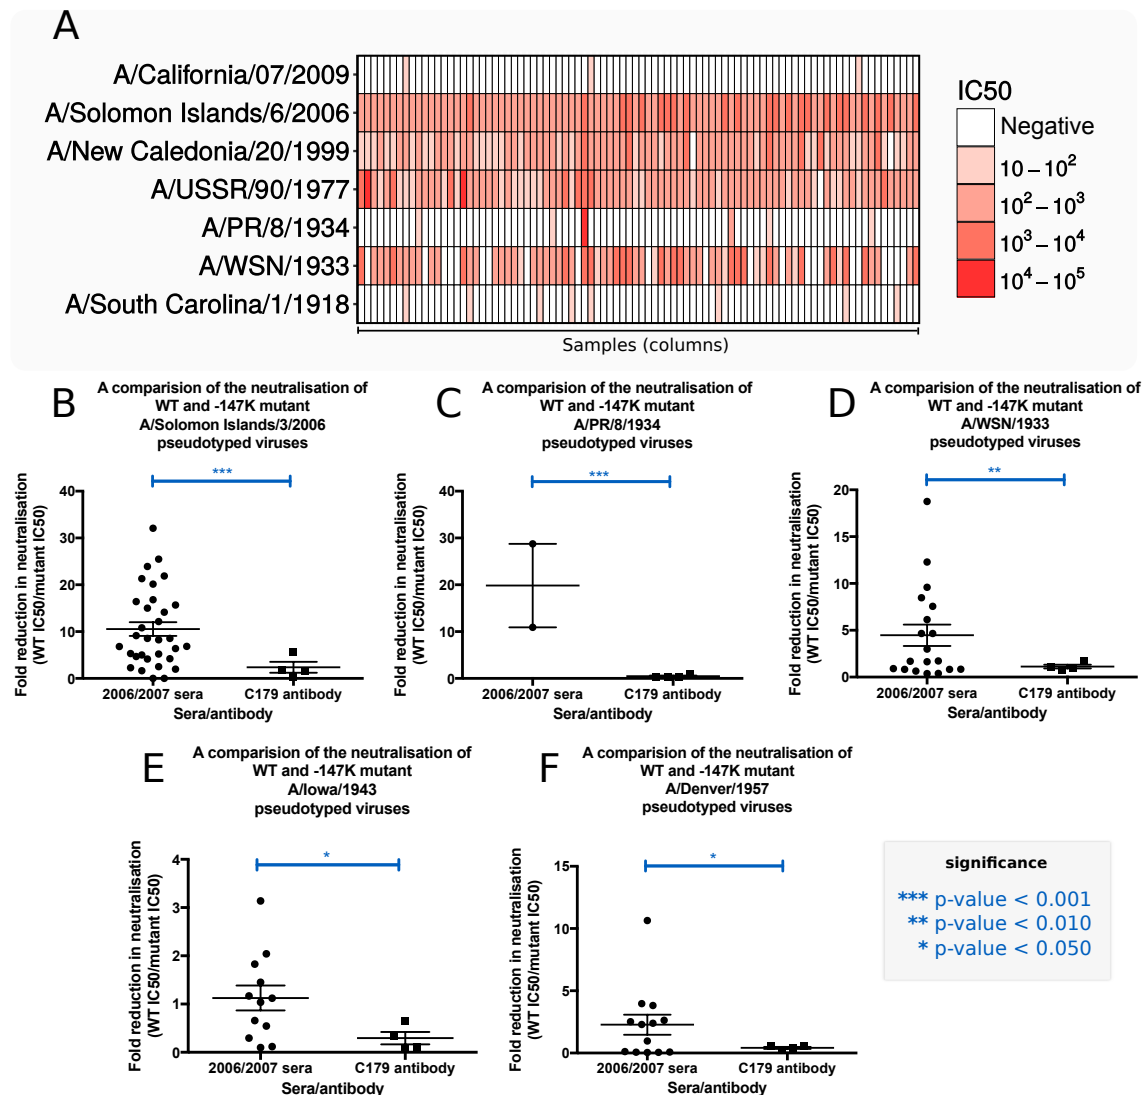 A
A/California/07/2009
A/Solomon Islands/6/2006
A/New Caledonia/20/1999
A/USSR/90/1977
A/PR/8/1934
A/WSN/1933
A/South Carolina/1/1918
Samples (columns)
IC50
Negative
10 – 10²
10² – 10³
10³ – 10⁴
10⁴ – 10⁵
B
A comparision of the neutralisation of
WT and -147K mutant
A/Solomon Islands/3/2006
pseudotyped viruses
***
Fold reduction in neutralisation
(WT IC50/mutant IC50)
40
30
20
10
0
2006/2007 sera
C179 antibody
Sera/antibody
C
A comparision of the neutralisation of
WT and -147K mutant
A/PR/8/1934
pseudotyped viruses
***
Fold reduction in neutralisation
(WT IC50/mutant IC50)
40
30
20
10
0
2006/2007 sera
C179 antibody
Sera/antibody
D
A comparision of the neutralisation of
WT and -147K mutant
A/WSN/1933
pseudotyped viruses
**
Fold reduction in neutralisation
(WT IC50/mutant IC50)
20
15
10
5
0
2006/2007 sera
C179 antibody
Sera/antibody
E
A comparision of the neutralisation of
WT and -147K mutant
A/Iowa/1943
pseudotyped viruses
*
Fold reduction in neutralisation
(WT IC50/mutant IC50)
4
3
2
1
0
2006/2007 sera
C179 antibody
Sera/antibody
F
A comparision of the neutralisation of
WT and -147K mutant
A/Denver/1957
pseudotyped viruses
*
Fold reduction in neutralisation
(WT IC50/mutant IC50)
15
10
5
0
2006/2007 sera
C179 antibody
Sera/antibody
significance
*** p-value < 0.001
** p-value < 0.010
* p-value < 0.050